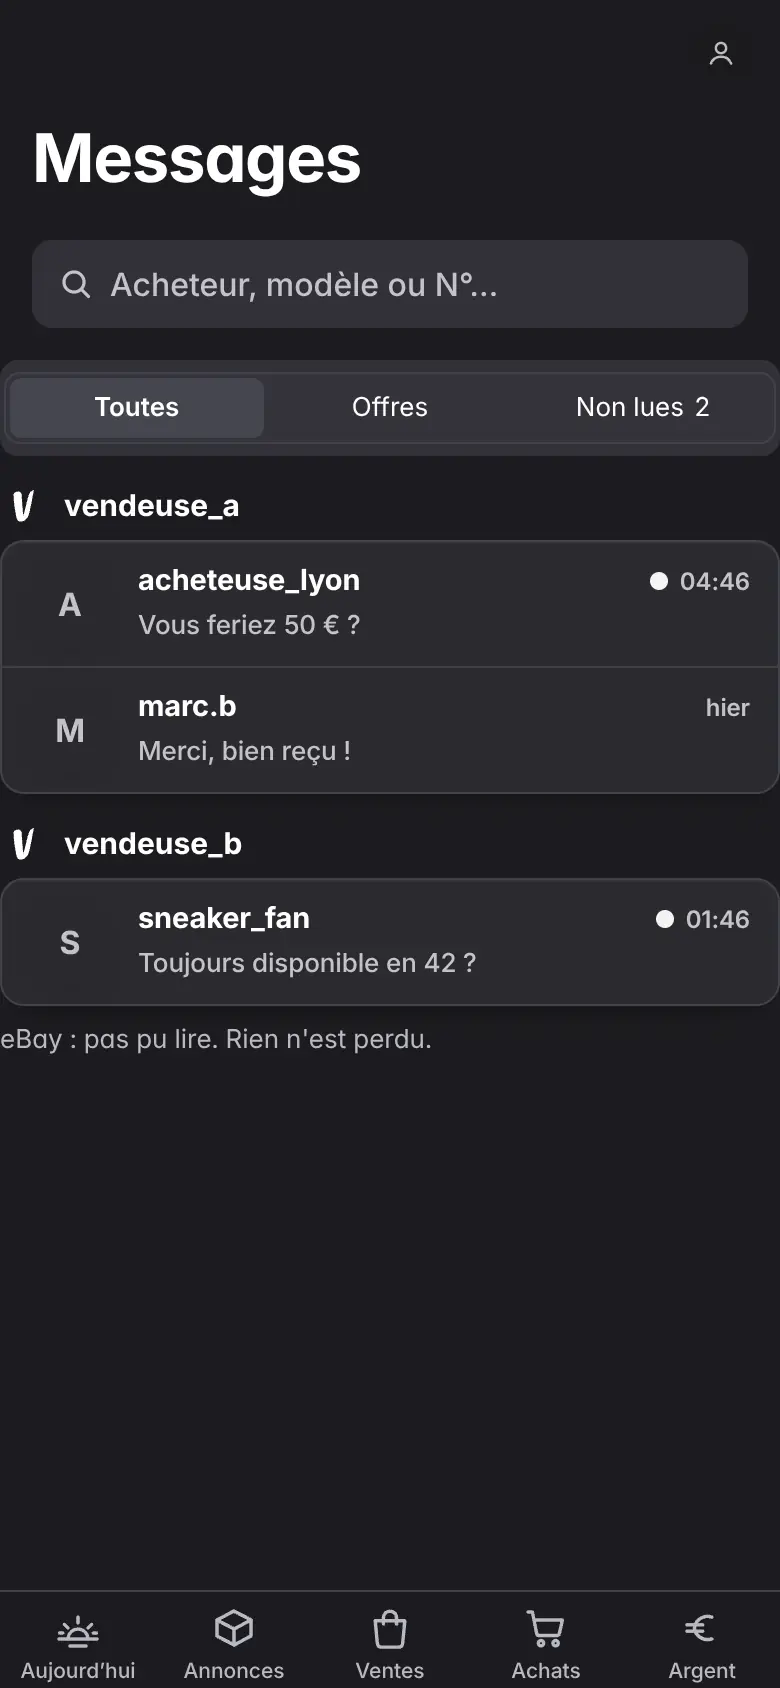 Messages
Acheteur, modèle ou N°...
Toutes
Offres
Non lues 2
vendeuse_a
A
acheteuse_lyon
04:46
Vous feriez 50 € ?
M
marc.b
hier
Merci, bien reçu !
vendeuse_b
S
sneaker_fan
01:46
Toujours disponible en 42 ?
eBay : pas pu lire. Rien n'est perdu.
Aujourd’hui
Annonces
Ventes
Achats
Argent